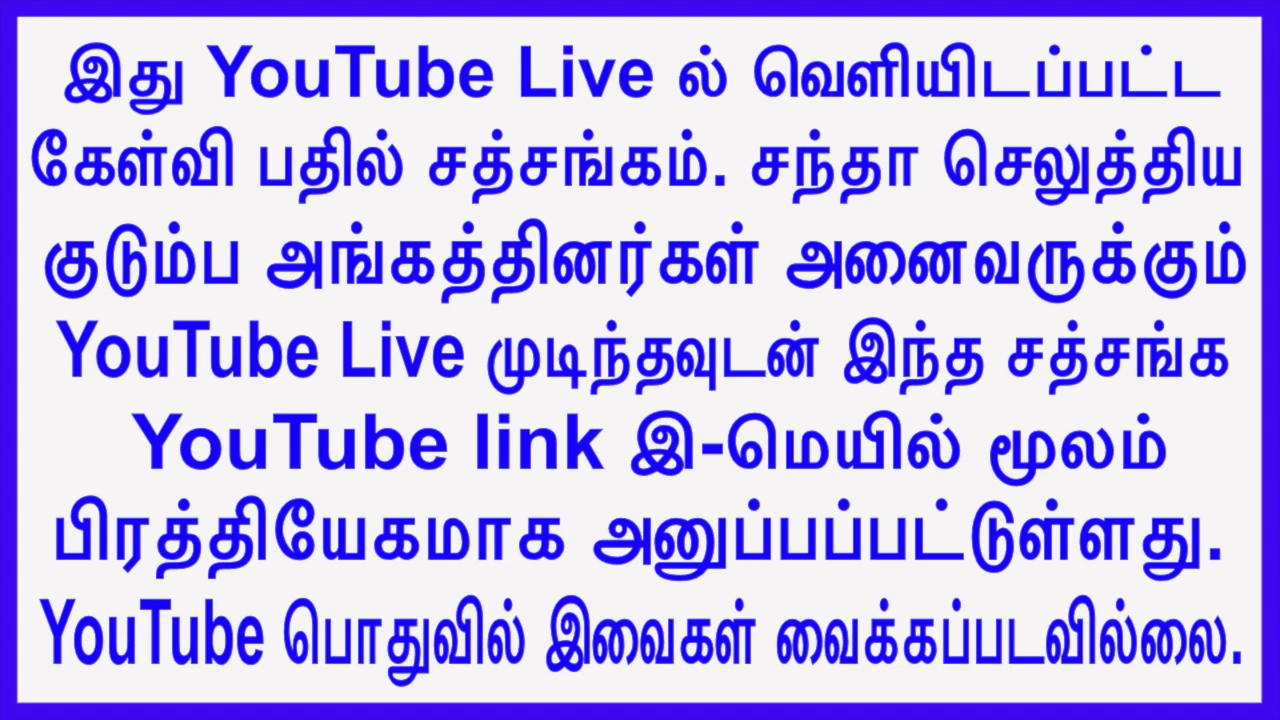 இது YouTube Live ல் வெளியிடப்பட்ட
கேள்வி பதில் சத்சங்கம். சந்தா செலுத்திய
குடும்ப அங்கத்தினர்கள் அனைவருக்கும்
YouTube Live முடிந்தவுடன் இந்த சத்சங்க
YouTube link இ-மெயில் மூலம்
பிரத்தியேகமாக அனுப்பப்பட்டுள்ளது.
YouTube பொதுவில் இவைகள் வைக்கப்படவில்லை.